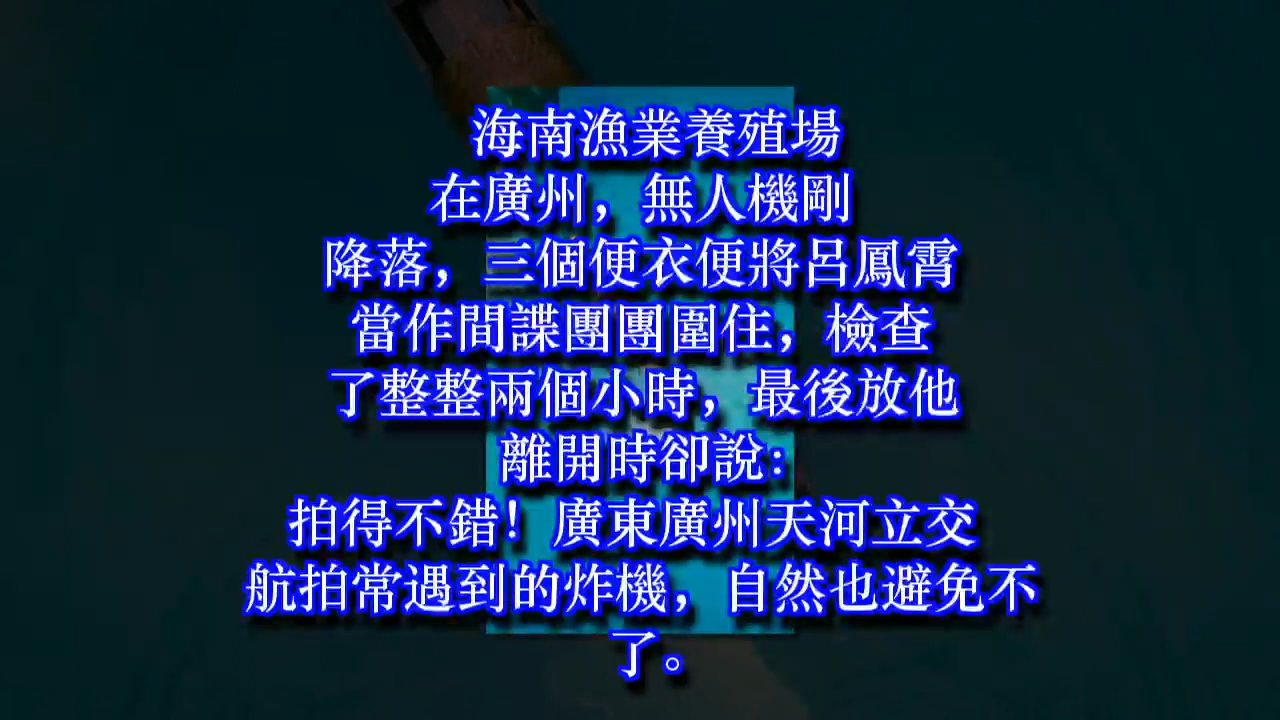 海南漁業養殖場
在廣州，無人機剛
降落，三個便衣便將呂鳳霄
當作間諜團團圍住，檢查
了整整兩個小時，最後放他
離開時卻說：
拍得不錯！廣東廣州天河立交
航拍常遇到的炸機，自然也避免不
了。